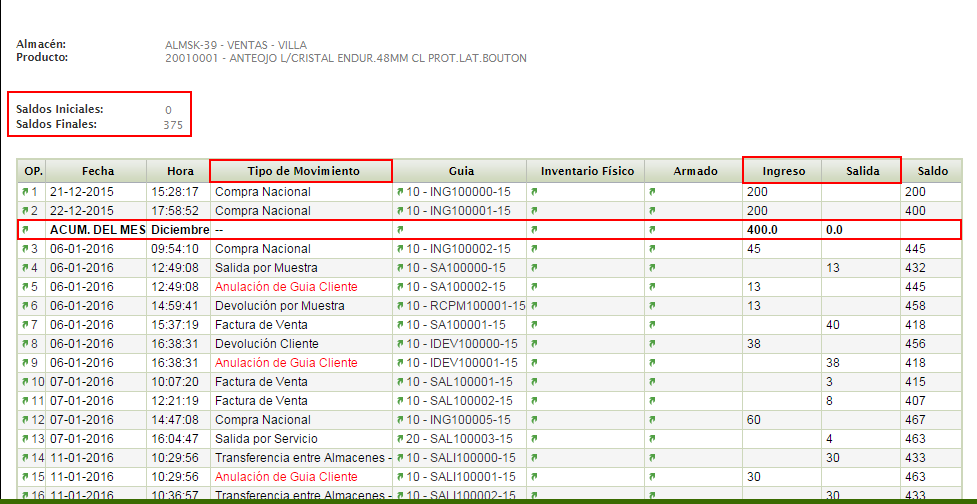 Almacén: ALMSK-39 - VENTAS - VILLA
Producto: 20010001 - ANTEOJO L/CRISTAL ENDUR.48MM CL PROT.LAT.BOUTON
Saldos Iniciales: 0
Saldos Finales: 375
OP. Fecha Hora Tipo de Movimiento Guia Inventario Físico Armado Ingreso Salida Saldo
1 21-12-2015 15:28:17 Compra Nacional 10 - ING100000-15 200 200
2 22-12-2015 17:58:52 Compra Nacional 10 - ING100001-15 200 400
ACUM. DEL MES Diciembre -- 400.0 0.0
3 06-01-2016 09:54:10 Compra Nacional 10 - ING100002-15 45 445
4 06-01-2016 12:49:08 Salida por Muestra 10 - SA100000-15 13 432
5 06-01-2016 12:49:08 Anulación de Guia Cliente 10 - SA100002-15 13 445
6 06-01-2016 14:59:41 Devolución por Muestra 10 - RCPM100001-15 13 458
7 06-01-2016 15:37:19 Factura de Venta 10 - SA100001-15 40 418
8 06-01-2016 16:38:31 Devolución Cliente 10 - IDEV100000-15 38 456
9 06-01-2016 16:38:31 Anulación de Guia Cliente 10 - IDEV100001-15 38 418
10 07-01-2016 10:07:20 Factura de Venta 10 - SAL100001-15 3 415
11 07-01-2016 12:21:19 Factura de Venta 10 - SAL100002-15 8 407
12 07-01-2016 14:47:08 Compra Nacional 10 - ING100005-15 60 467
13 07-01-2016 16:04:47 Salida por Servicio 20 - SAL100003-15 4 463
14 11-01-2016 10:29:56 Transferencia entre Almacenes - 10 - SALI100000-15 30 433
15 11-01-2016 10:29:56 Anulación de Guia Cliente 10 - SALI100001-15 30 463
16 11-01-2016 10:36:57 Transferencia entre Almacenes - 10 - SALI100002-15 30 433